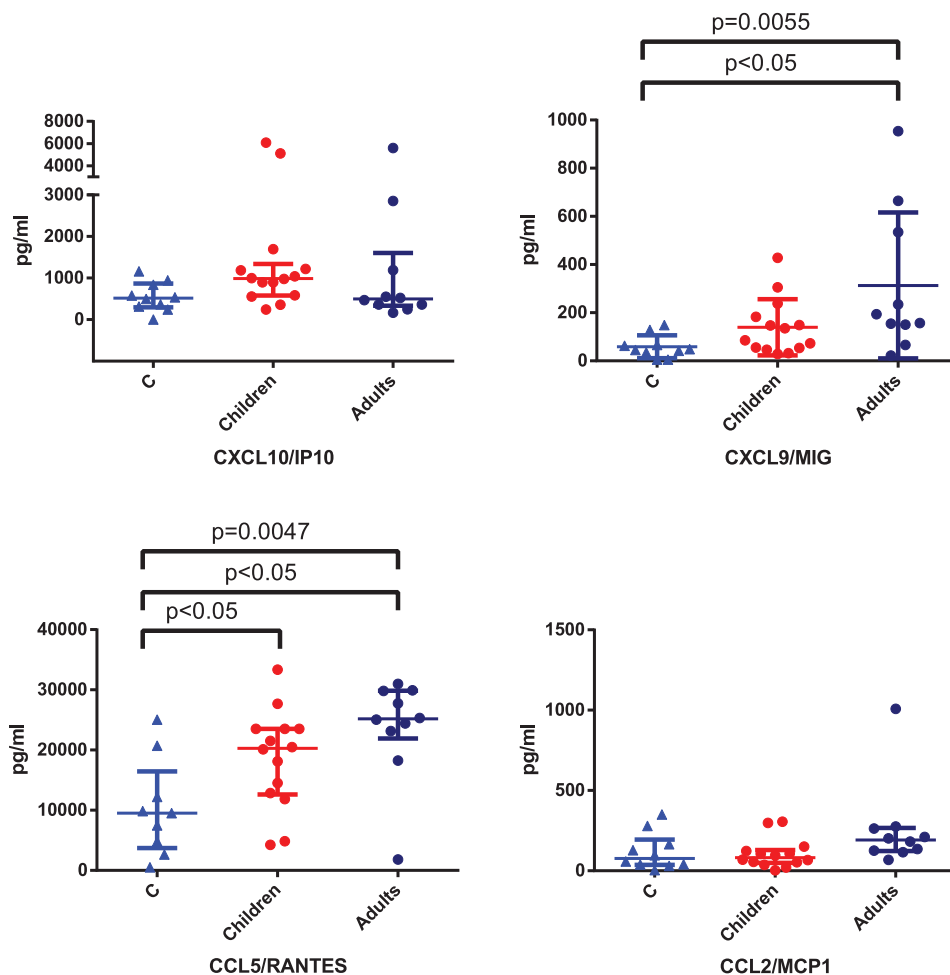 8000
6000
4000
3000
2000
1000
0
pg/ml
C
Children
Adults
CXCL10/IP10
p=0.0055
p<0.05
1000
800
600
400
200
0
pg/ml
C
Children
Adults
CXCL9/MIG
p=0.0047
p<0.05
p<0.05
40000
30000
20000
10000
0
pg/ml
C
Children
Adults
CCL5/RANTES
1500
1000
500
0
pg/ml
C
Children
Adults
CCL2/MCP1